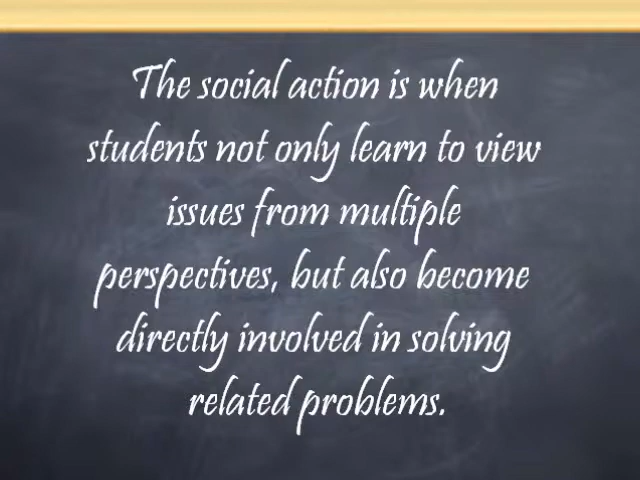 The social action is when
students not only learn to view
issues from multiple
perspectives, but also become
directly involved in solving
related problems.